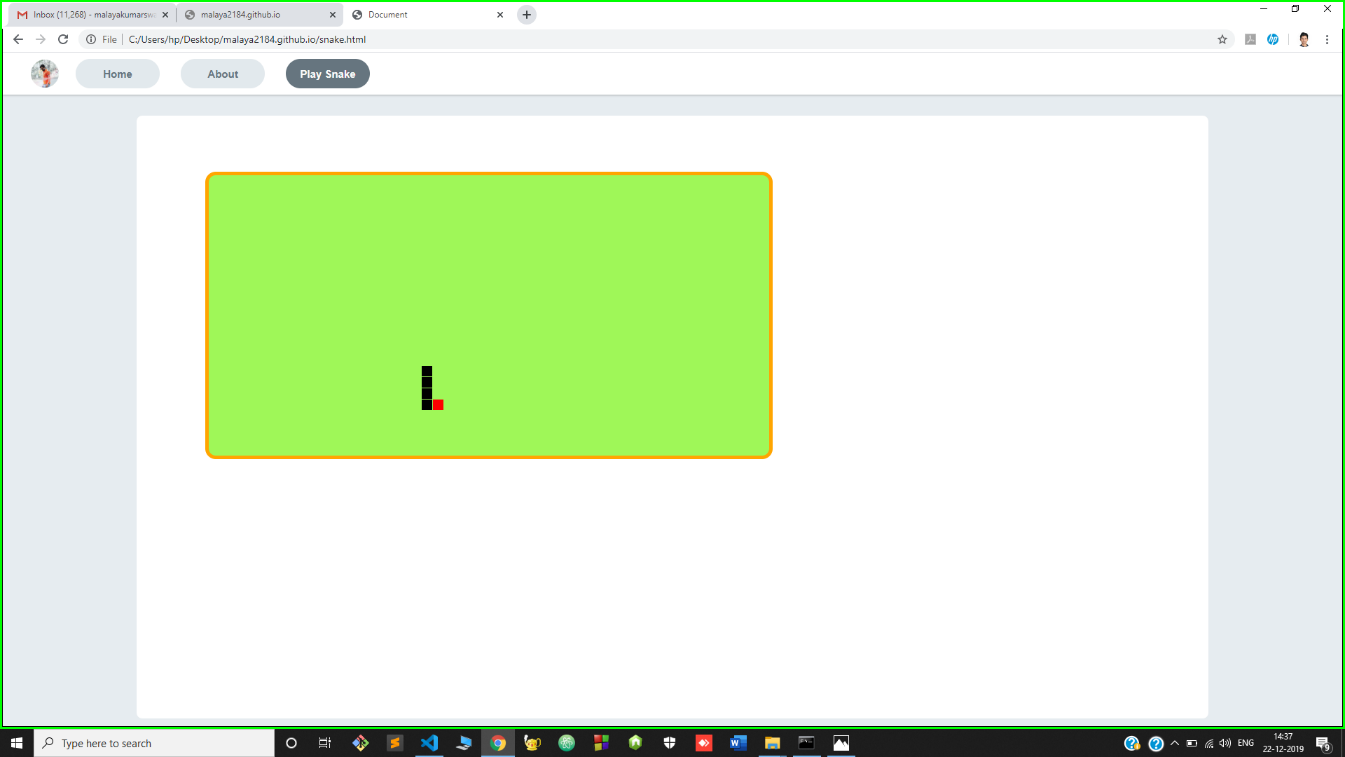 Inbox (11,268) - malayakumarsw
malaya2184.github.io
Document
File
C:/Users/hp/Desktop/malaya2184.github.io/snake.html
Home
About
Play Snake
Type here to search
ENG
14:37
22-12-2019
9